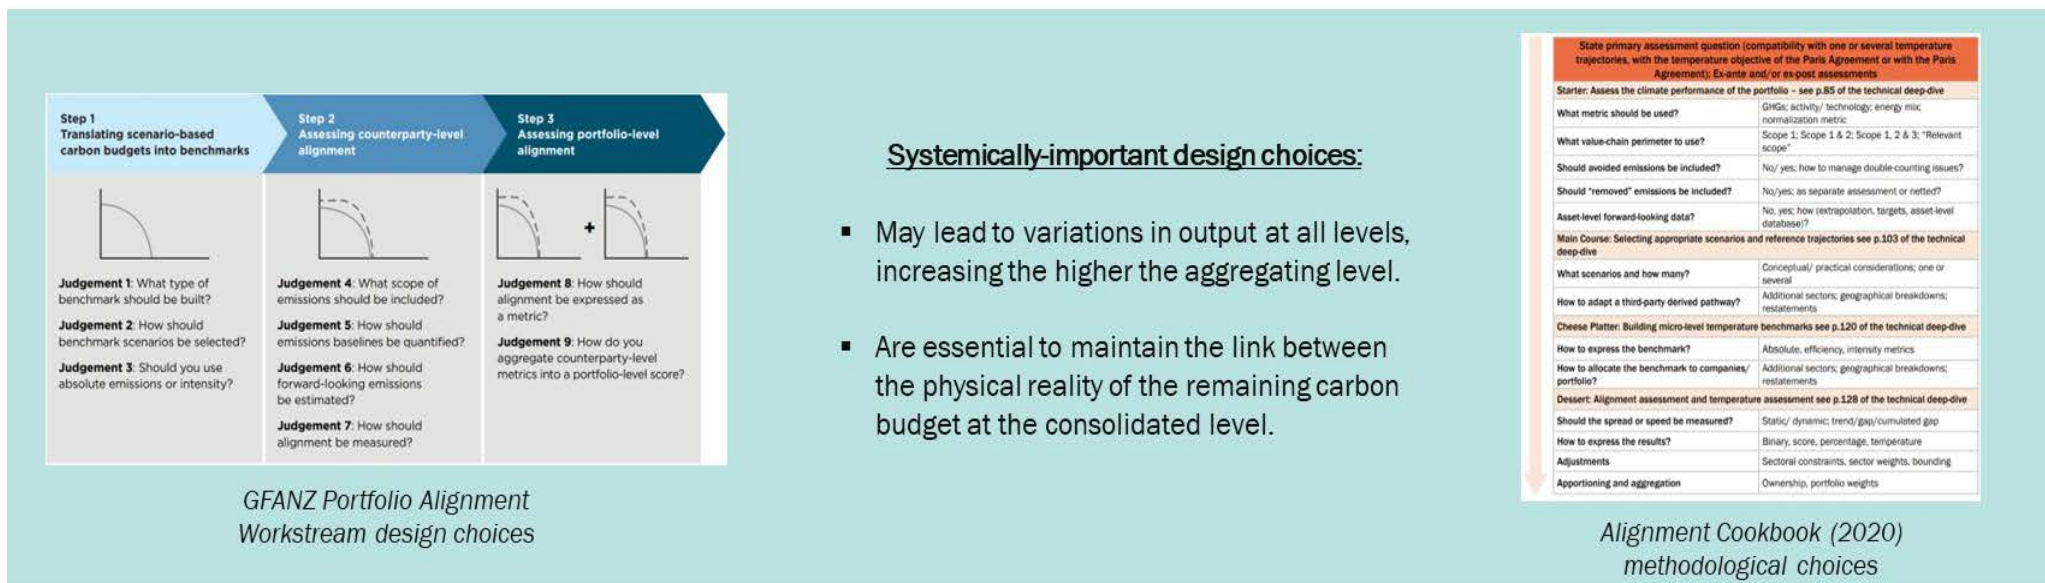 Step 1
Translating scenario-based
carbon budgets into benchmarks
Judgement 1: What type of
benchmark should be built?
Judgement 2: How should
benchmark scenarios be selected?
Judgement 3: Should you use
absolute emissions or intensity?
Step 2
Assessing counterparty-level
alignment
Judgement 4: What scope of
emissions should be included?
Judgement 5: How should
emissions baselines be quantified?
Judgement 6: How should
forward-looking emissions
be estimated?
Judgement 7: How should
alignment be measured?
Step 3
Assessing portfolio-level
alignment
+
Judgement 8: How should
alignment be expressed as
a metric?
Judgement 9: How do you
aggregate counterparty-level
metrics into a portfolio-level score?
GFANZ Portfolio Alignment
Workstream design choices
Systemically-important design choices:
▪ May lead to variations in output at all levels,
increasing the higher the aggregating level.
▪ Are essential to maintain the link between
the physical reality of the remaining carbon
budget at the consolidated level.
State primary assessment question (compatibility with one or several temperature
trajectories, with the temperature objective of the Paris Agreement or with the Paris
Agreement); Ex-ante and/or ex-post assessments
Starter: Assess the climate performance of the portfolio – see p.85 of the technical deep-dive
What metric should be used?
GHGs; activity/ technology; energy mix;
normalization metric
What value-chain perimeter to use?
Scope 1; Scope 1 & 2; Scope 1, 2 & 3; "Relevant
scope"
Should avoided emissions be included?
No/ yes; how to manage double-counting issues?
Should "removed" emissions be included?
No/yes; as separate assessment or netted?
Asset-level forward-looking data?
No, yes; how (extrapolation, targets, asset-level
database)?
Main Course: Selecting appropriate scenarios and reference trajectories see p.103 of the technical
deep-dive
What scenarios and how many?
Conceptual/ practical considerations; one or
several
How to adapt a third-party derived pathway?
Additional sectors; geographical breakdowns;
restatements
Cheese Platter: Building micro-level temperature benchmarks see p.120 of the technical deep-dive
How to express the benchmark?
Absolute, efficiency, intensity metrics
How to allocate the benchmark to companies/
portfolio?
Additional sectors; geographical breakdowns;
restatements
Dessert: Alignment assessment and temperature assessment see p.128 of the technical deep-dive
Should the spread or speed be measured?
Static/ dynamic; trend/gap/cumulated gap
How to express the results?
Binary, score, percentage, temperature
Adjustments
Sectoral constraints, sector weights, bounding
Apportioning and aggregation
Ownership, portfolio weights
Alignment Cookbook (2020)
methodological choices